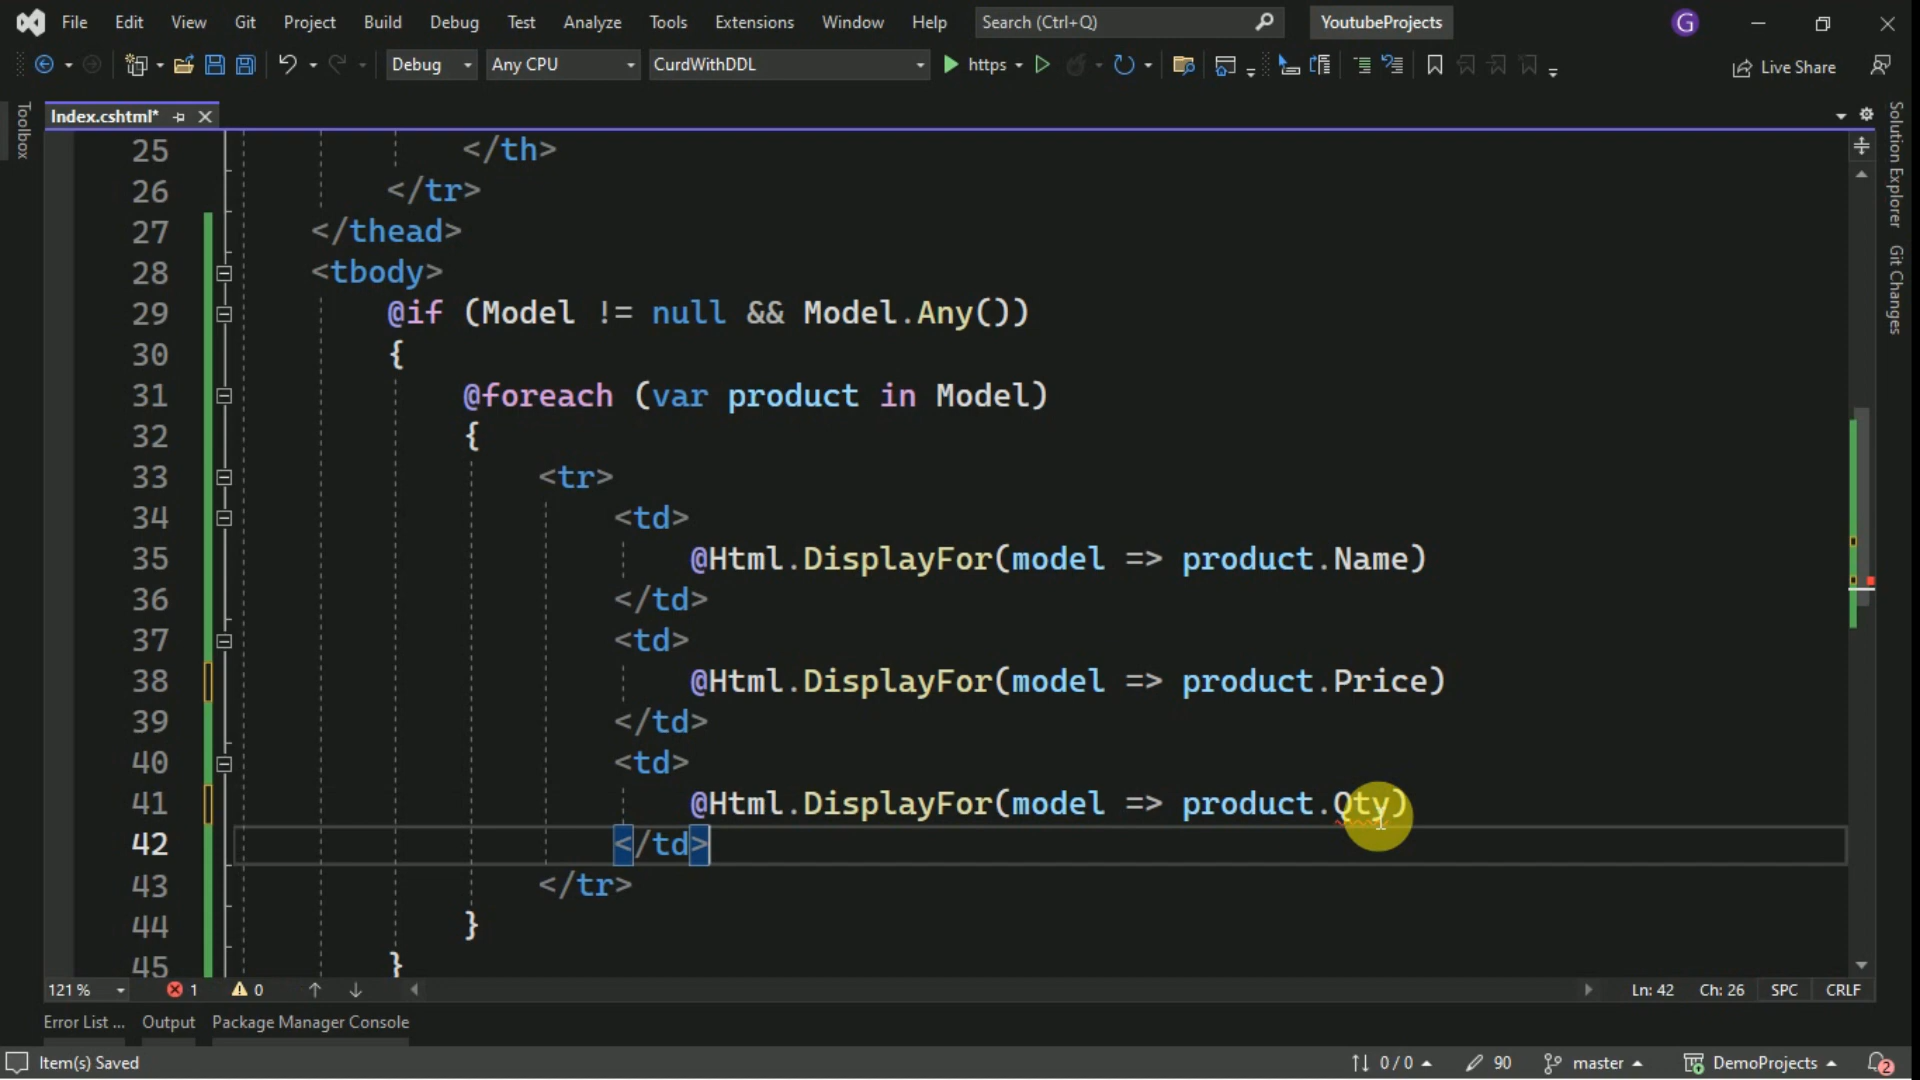 File Edit View Git Project Build Debug Test Analyze Tools Extensions Window Help Search (Ctrl+Q) YoutubeProjects G
Debug Any CPU CurdWithDDL https Live Share
Toolbox
Index.cshtml*
Solution Explorer
Git Changes
25 </th>
26 </tr>
27 </thead>
28 <tbody>
29 @if (Model != null && Model.Any())
30 {
31 @foreach (var product in Model)
32 {
33 <tr>
34 <td>
35 @Html.DisplayFor(model => product.Name)
36 </td>
37 <td>
38 @Html.DisplayFor(model => product.Price)
39 </td>
40 <td>
41 @Html.DisplayFor(model => product.Qty)
42 </td>
43 </tr>
44 }
45 }
121 % 1 0 Ln: 42 Ch: 26 SPC CRLF
Error List ... Output Package Manager Console
Item(s) Saved 0 / 0 90 master DemoProjects 2